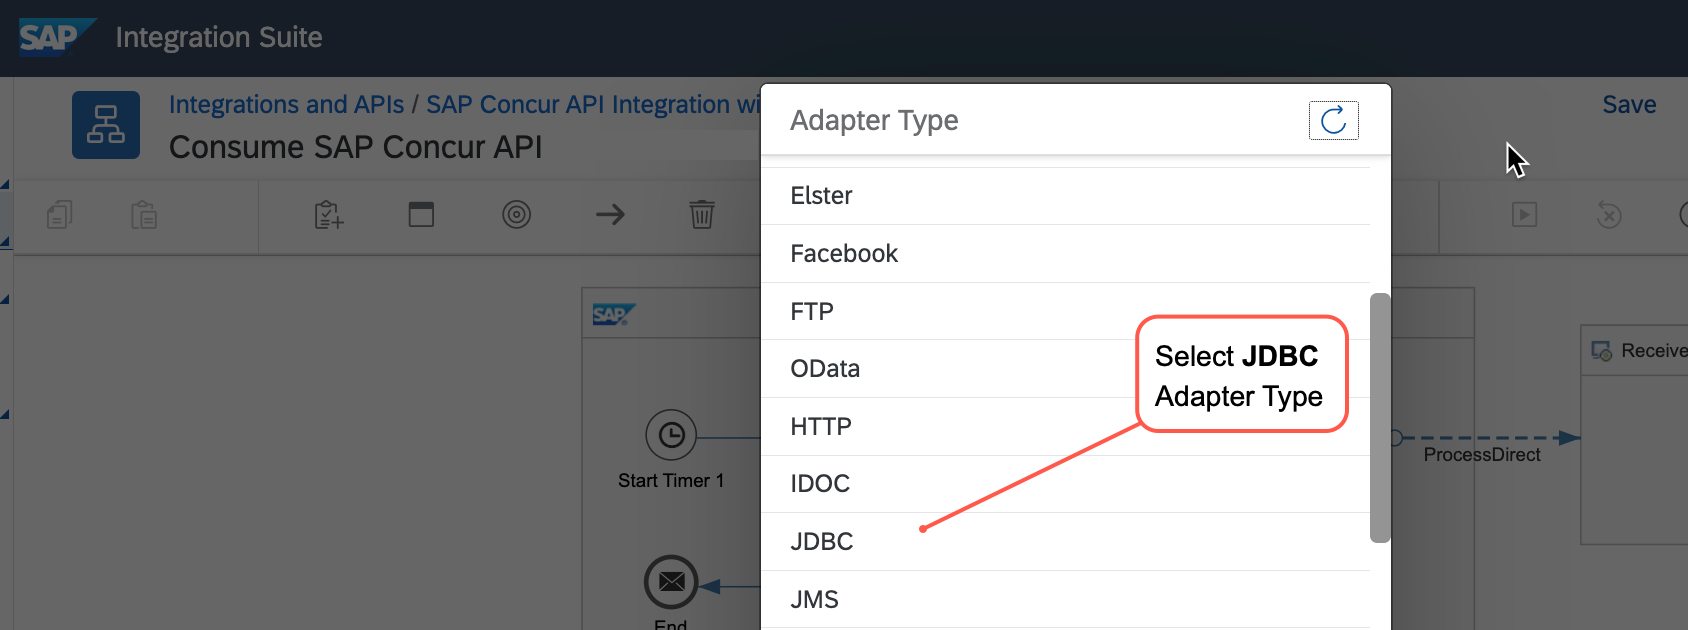 SAP Integration Suite
Integrations and APIs / SAP Concur API Integration wi
Consume SAP Concur API
Save
Adapter Type
Elster
Facebook
FTP
OData
HTTP
IDOC
JDBC
JMS
Select JDBC
Adapter Type
SAP
Start Timer 1
End
ProcessDirect
Receive